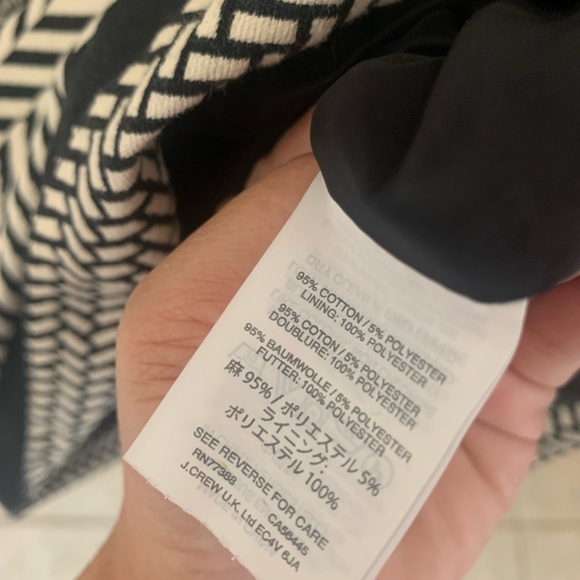 95% COTTON / 5% POLYESTER
LINING: 100% POLYESTER
95% COTON / 5% POLYESTER
DOUBLURE: 100% POLYESTER
95% BAUMWOLLE / 5% POLYESTER
FUTTER: 100% POLYESTER
麻 95% / ポリエステル 5%
ライニング:
ポリエステル 100%
SEE REVERSE FOR CARE
RN77388 CA56445
J.CREW U.K. Ltd EC4V 6JA